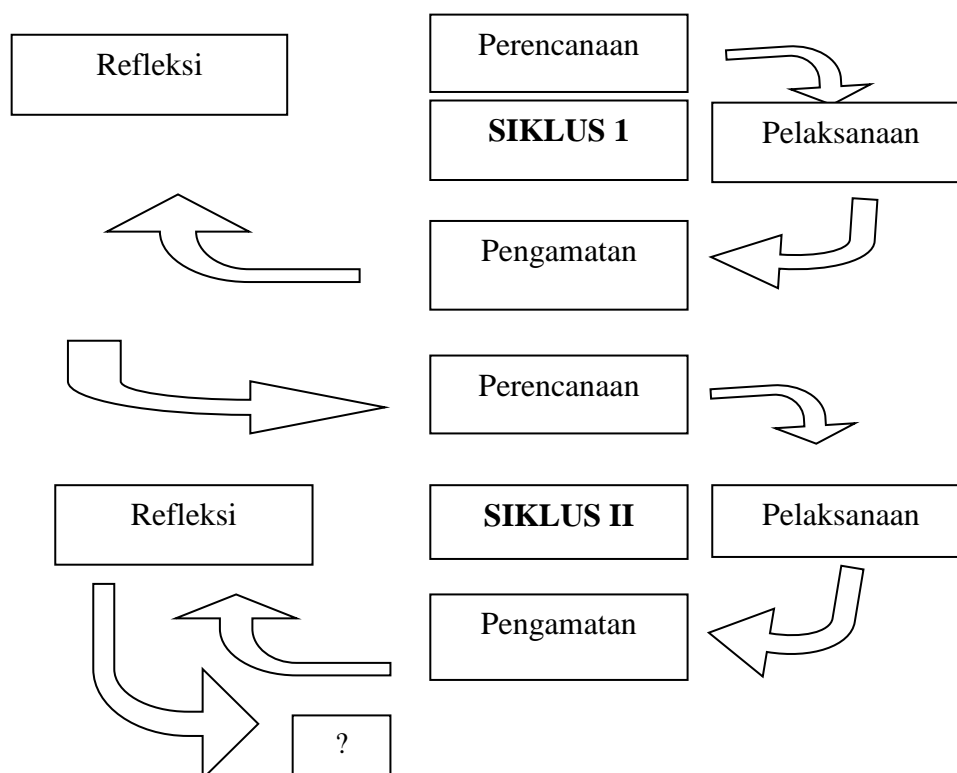 Refleksi
Perencanaan
SIKLUS 1
Pelaksanaan
Pengamatan
Perencanaan
Refleksi
SIKLUS II
Pelaksanaan
Pengamatan
?